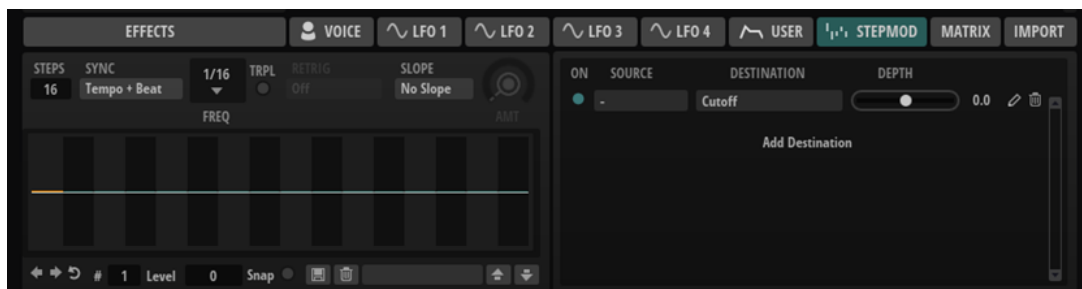 EFFECTS VOICE LFO 1 LFO 2 LFO 3 LFO 4 USER STEPMOD MATRIX IMPORT
STEPS SYNC 1/16 TRPL RETRIG SLOPE
16 Tempo + Beat Off No Slope
FREQ AMT
ON SOURCE DESTINATION DEPTH
- Cutoff 0.0
Add Destination
# 1 Level 0 Snap